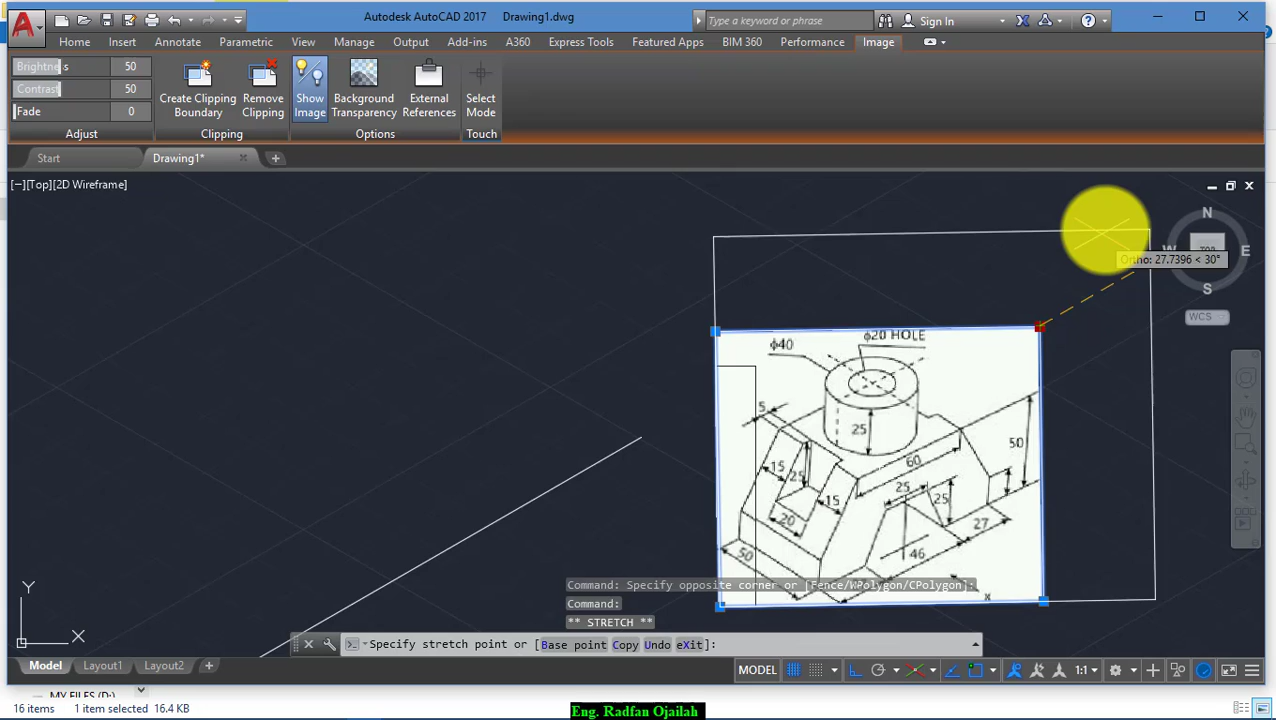 Autodesk AutoCAD 2017 Drawing1.dwg
Type a keyword or phrase
Sign In
Home Insert Annotate Parametric View Manage Output Add-ins A360 Express Tools Featured Apps BIM 360 Performance Image
Brightness 50
Contrast 50
Fade 0
Adjust
Create Clipping Boundary
Remove Clipping
Clipping
Show Image
Background Transparency
External References
Options
Select Mode
Touch
Start
Drawing1*
[−][Top][2D Wireframe]
N
W
TOP
E
S
WCS
Ortho: 27.7396 < 30°
ϕ40
ϕ20 HOLE
5
25
50
60
15
25
25
25
15
20
27
50
46
x
Y
X
Command: Specify opposite corner or [Fence/WPolygon/CPolygon]:
Command:
** STRETCH **
Specify stretch point or [Base point Copy Undo eXit]:
Model Layout1 Layout2
MODEL
1:1
MY FILES (D:)
16 items 1 item selected 16.4 KB
Eng. Radfan Ojailah